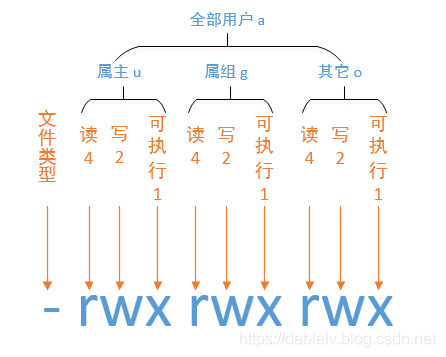 全部用户 a
属主 u 属组 g 其它 o
文件类型 读 4 写 2 可执行 1 读 4 写 2 可执行 1 读 4 写 2 可执行 1
- rwx rwx rwx
https://dablelv.blog.csdn.net